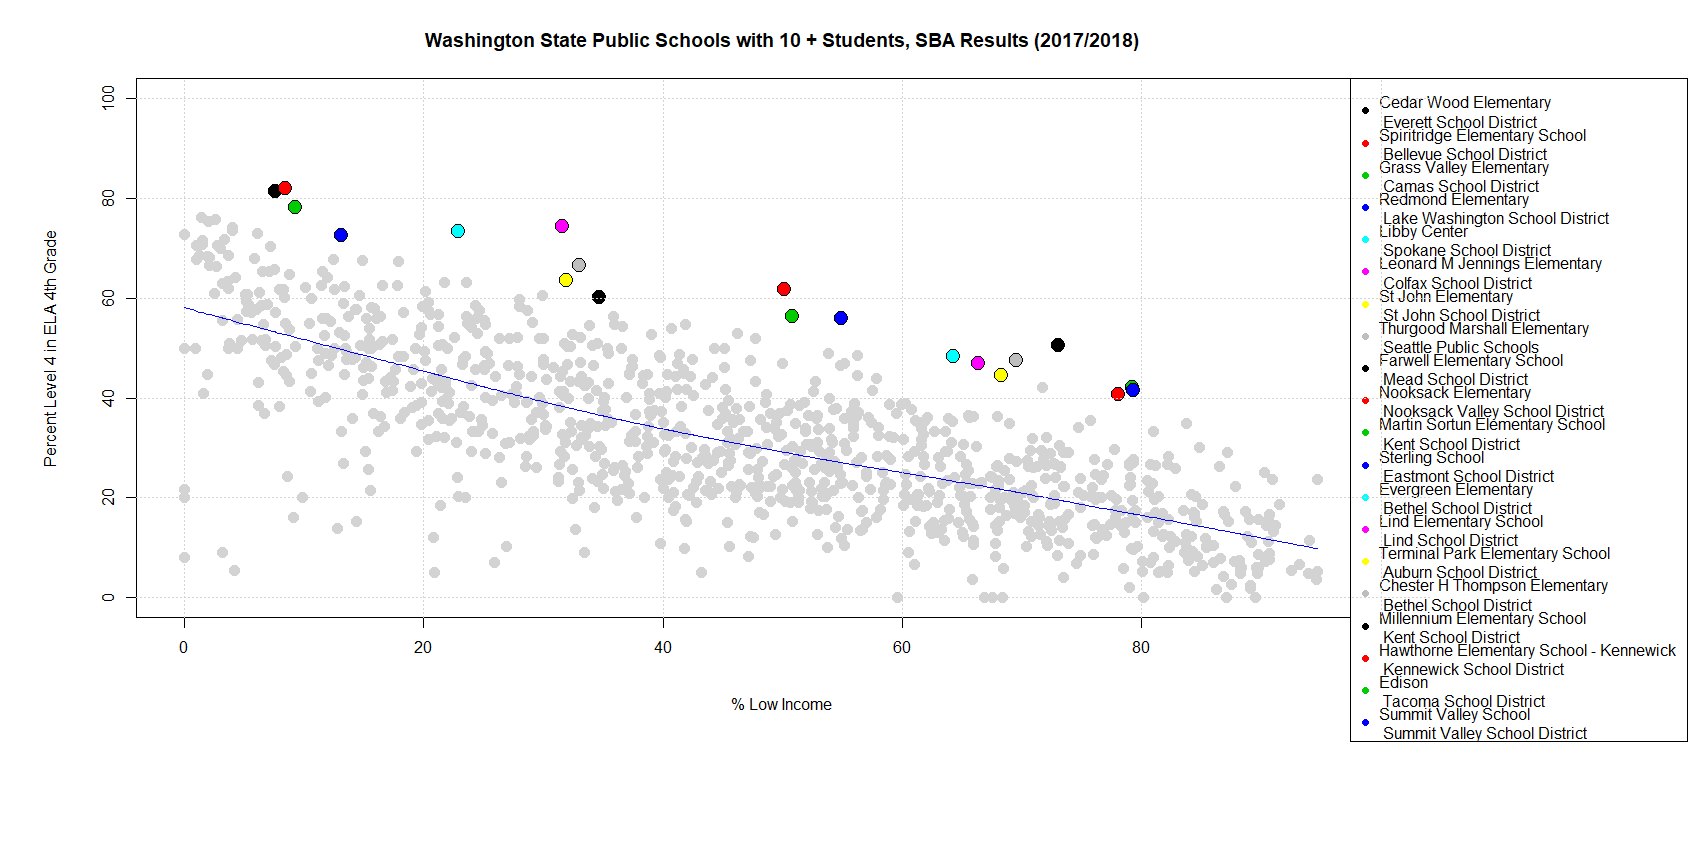 Washington State Public Schools with 10 + Students, SBA Results (2017/2018)
Percent Level 4 in ELA 4th Grade
100
80
60
40
20
0
0
20
40
60
80
% Low Income
Cedar Wood Elementary
Everett School District
Spiritridge Elementary School
Bellevue School District
Grass Valley Elementary
Camas School District
Redmond Elementary
Lake Washington School District
Libby Center
Spokane School District
Leonard M Jennings Elementary
Colfax School District
St John Elementary
St John School District
Thurgood Marshall Elementary
Seattle Public Schools
Farwell Elementary School
Mead School District
Nooksack Elementary
Nooksack Valley School District
Martin Sortun Elementary School
Kent School District
Sterling School
Eastmont School District
Evergreen Elementary
Bethel School District
Lind Elementary School
Lind School District
Terminal Park Elementary School
Auburn School District
Chester H Thompson Elementary
Bethel School District
Millennium Elementary School
Kent School District
Hawthorne Elementary School - Kennewick
Kennewick School District
Edison
Tacoma School District
Summit Valley School
Summit Valley School District